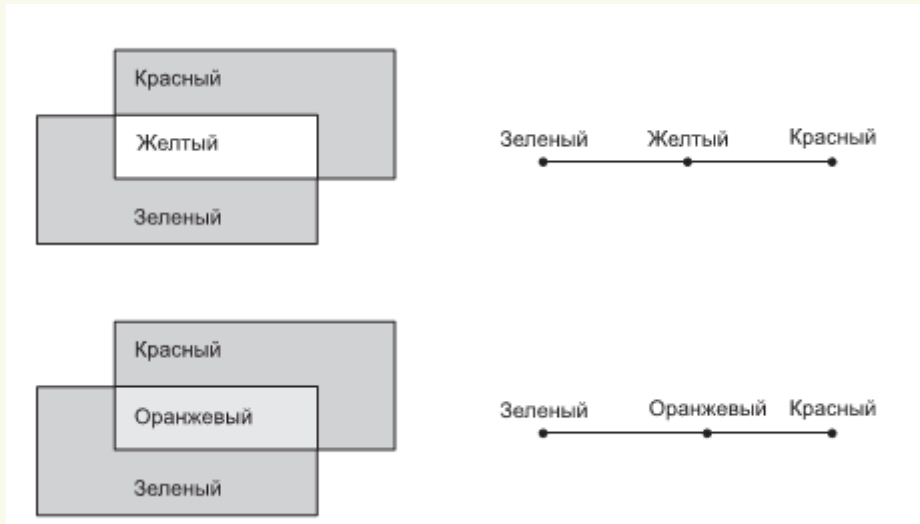 Красный
Желтый
Зеленый
Зеленый Желтый Красный
Красный
Оранжевый
Зеленый
Зеленый Оранжевый Красный